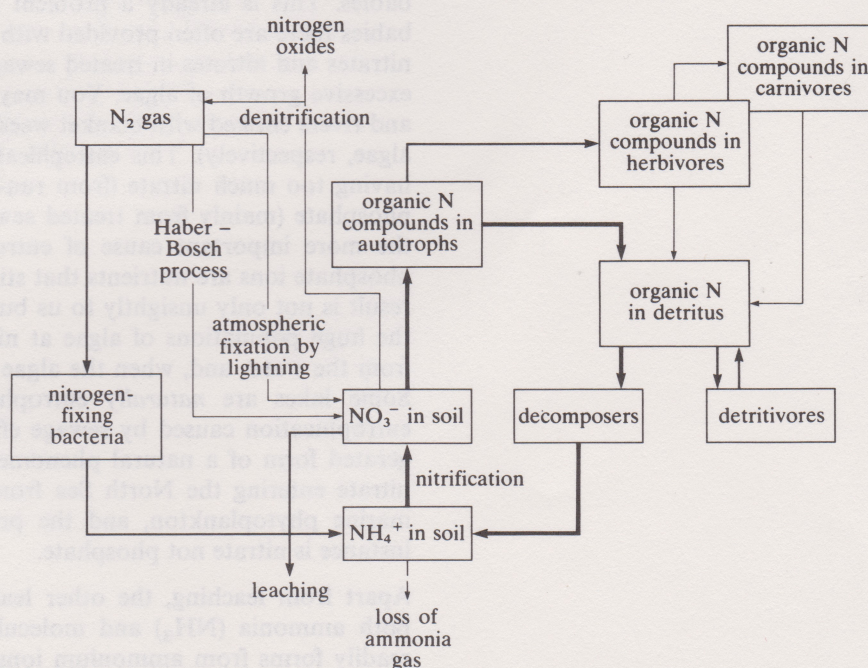 nitrogen
oxides
N₂ gas
denitrification
organic N
compounds in
carnivores
organic N
compounds in
herbivores
organic N
compounds in
autotrophs
Haber –
Bosch
process
organic N
in detritus
atmospheric
fixation by
lightning
nitrogen-
fixing
bacteria
NO₃⁻ in soil
decomposers
detritivores
nitrification
NH₄⁺ in soil
leaching
loss of
ammonia
gas